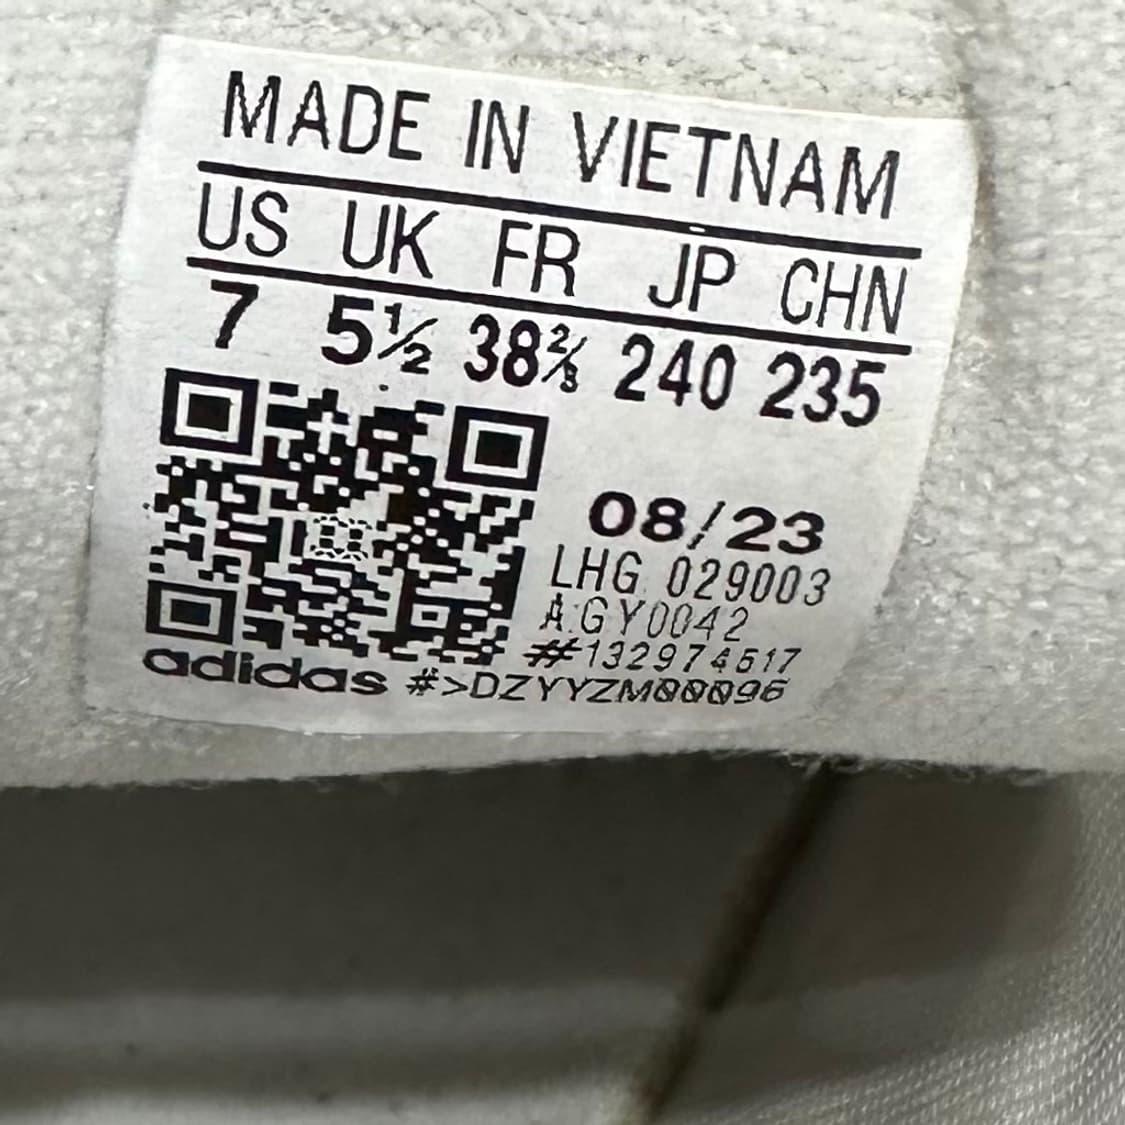 MADE IN VIETNAM
US UK FR JP CHN
7 5½ 38⅔ 240 235
08/23
LHG 029003
A:GY0042
#132974617
adidas #>DZYYZM00096